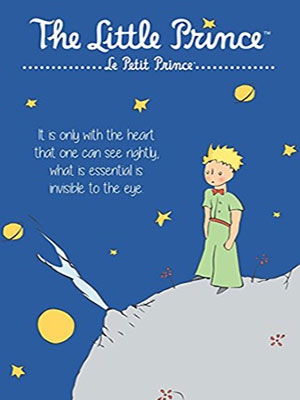 The Little Prince™
Le Petit Prince
It is only with the heart
that one can see rightly,
what is essential is
invisible to the eye.